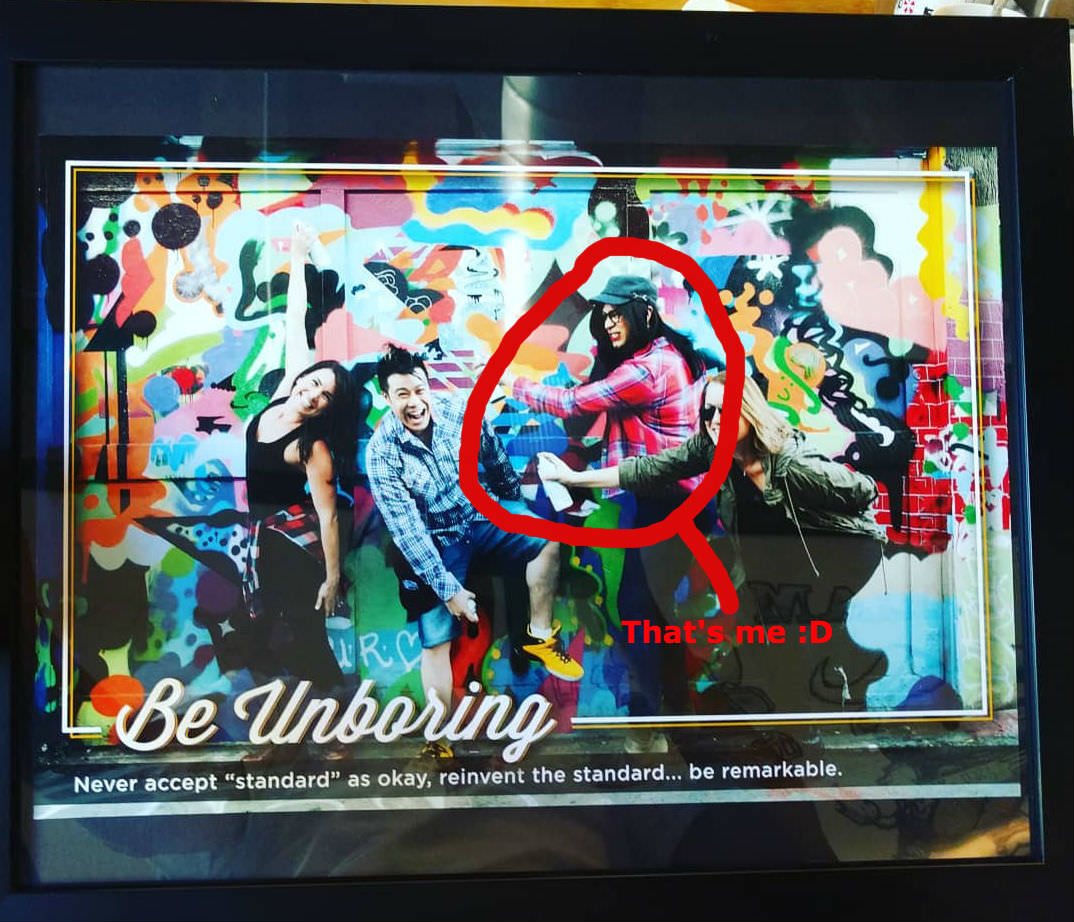 U.R.
That's me :D
Be Unboring
Never accept “standard” as okay, reinvent the standard... be remarkable.